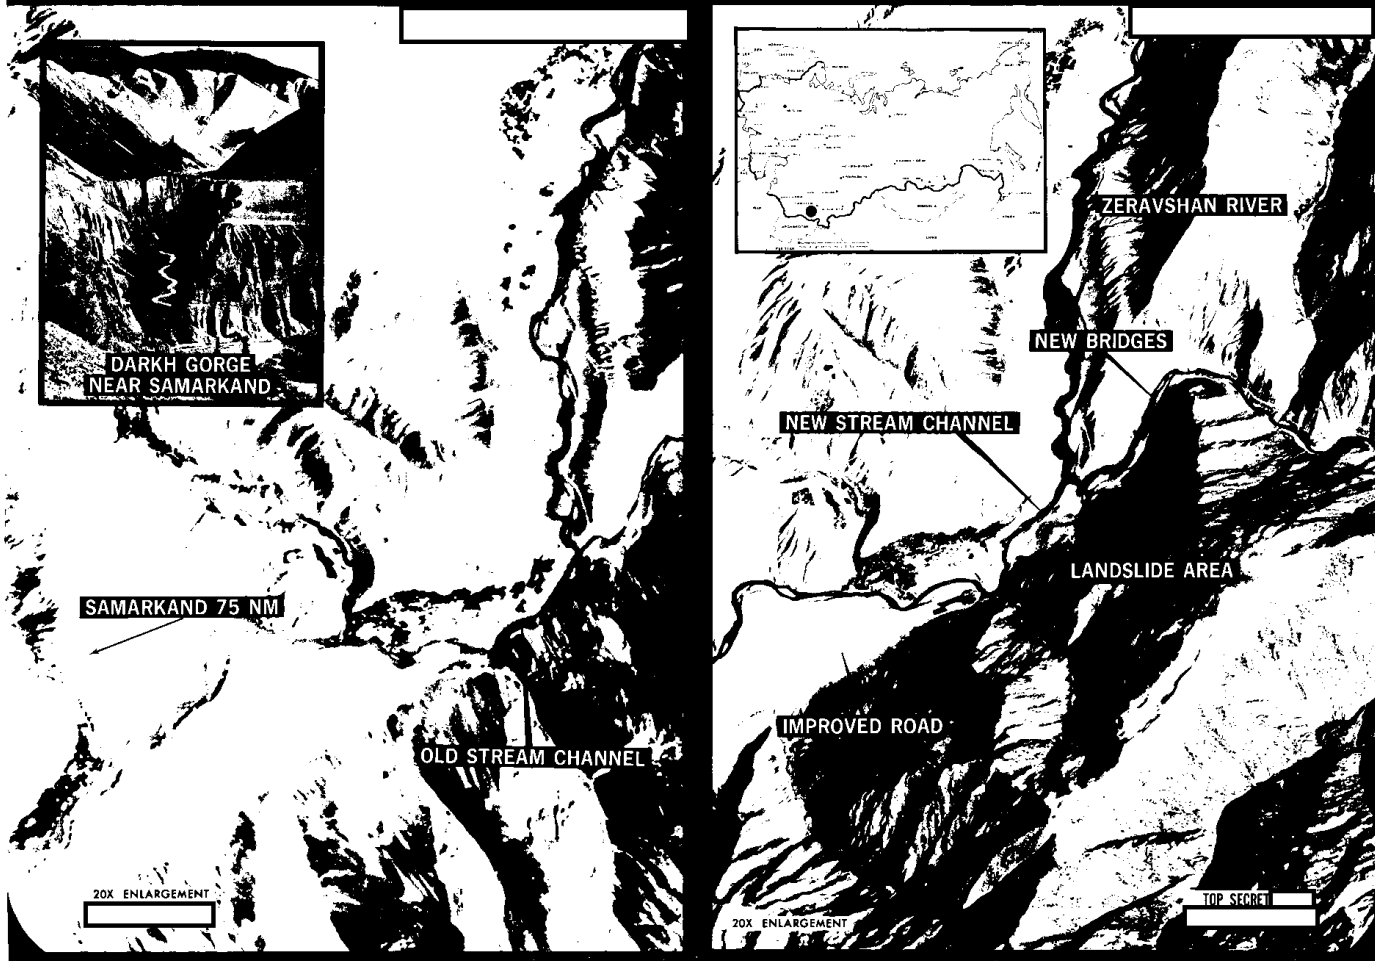 DARKH GORGE
NEAR SAMARKAND
SAMARKAND 75 NM
OLD STREAM CHANNEL
20X ENLARGEMENT
ZERAVSHAN RIVER
NEW BRIDGES
NEW STREAM CHANNEL
LANDSLIDE AREA
IMPROVED ROAD
20X ENLARGEMENT
TOP SECRET